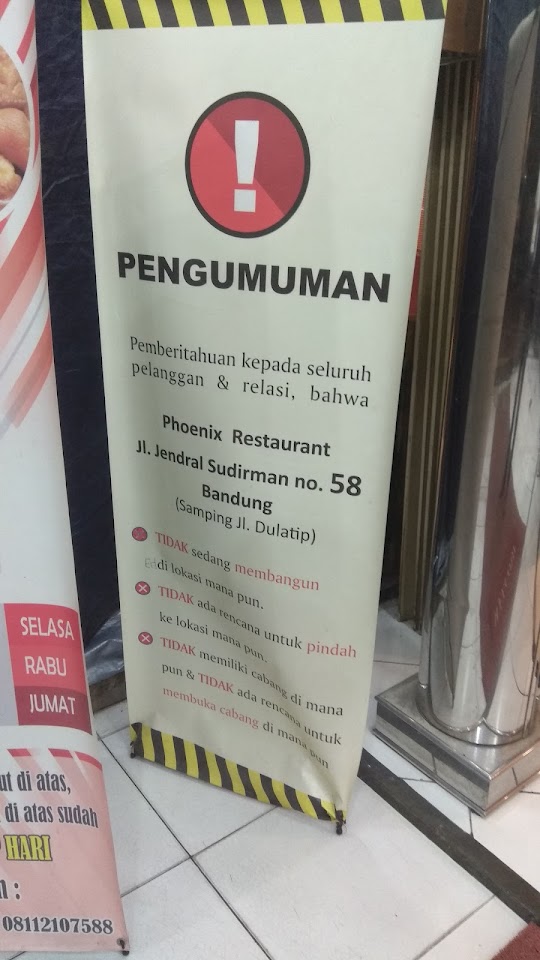 !
PENGUMUMAN
Pemberitahuan kepada seluruh
pelanggan & relasi, bahwa
Phoenix Restaurant
Jl. Jendral Sudirman no. 58
Bandung
(Samping Jl. Dulatip)
TIDAK sedang membangun
di lokasi mana pun.
TIDAK ada rencana untuk pindah
ke lokasi mana pun.
TIDAK memiliki cabang di mana
pun & TIDAK ada rencana untuk
membuka cabang di mana pun
SELASA
RABU
JUMAT
di atas,
di atas sudah
HARI
:
08112107588